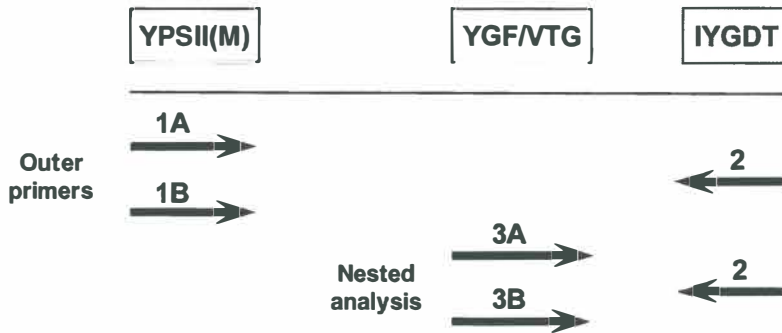 YPSII(M) YGF/VTG IYGDT
1A
Outer
primers
2
1B
3A
Nested
analysis
2
3B